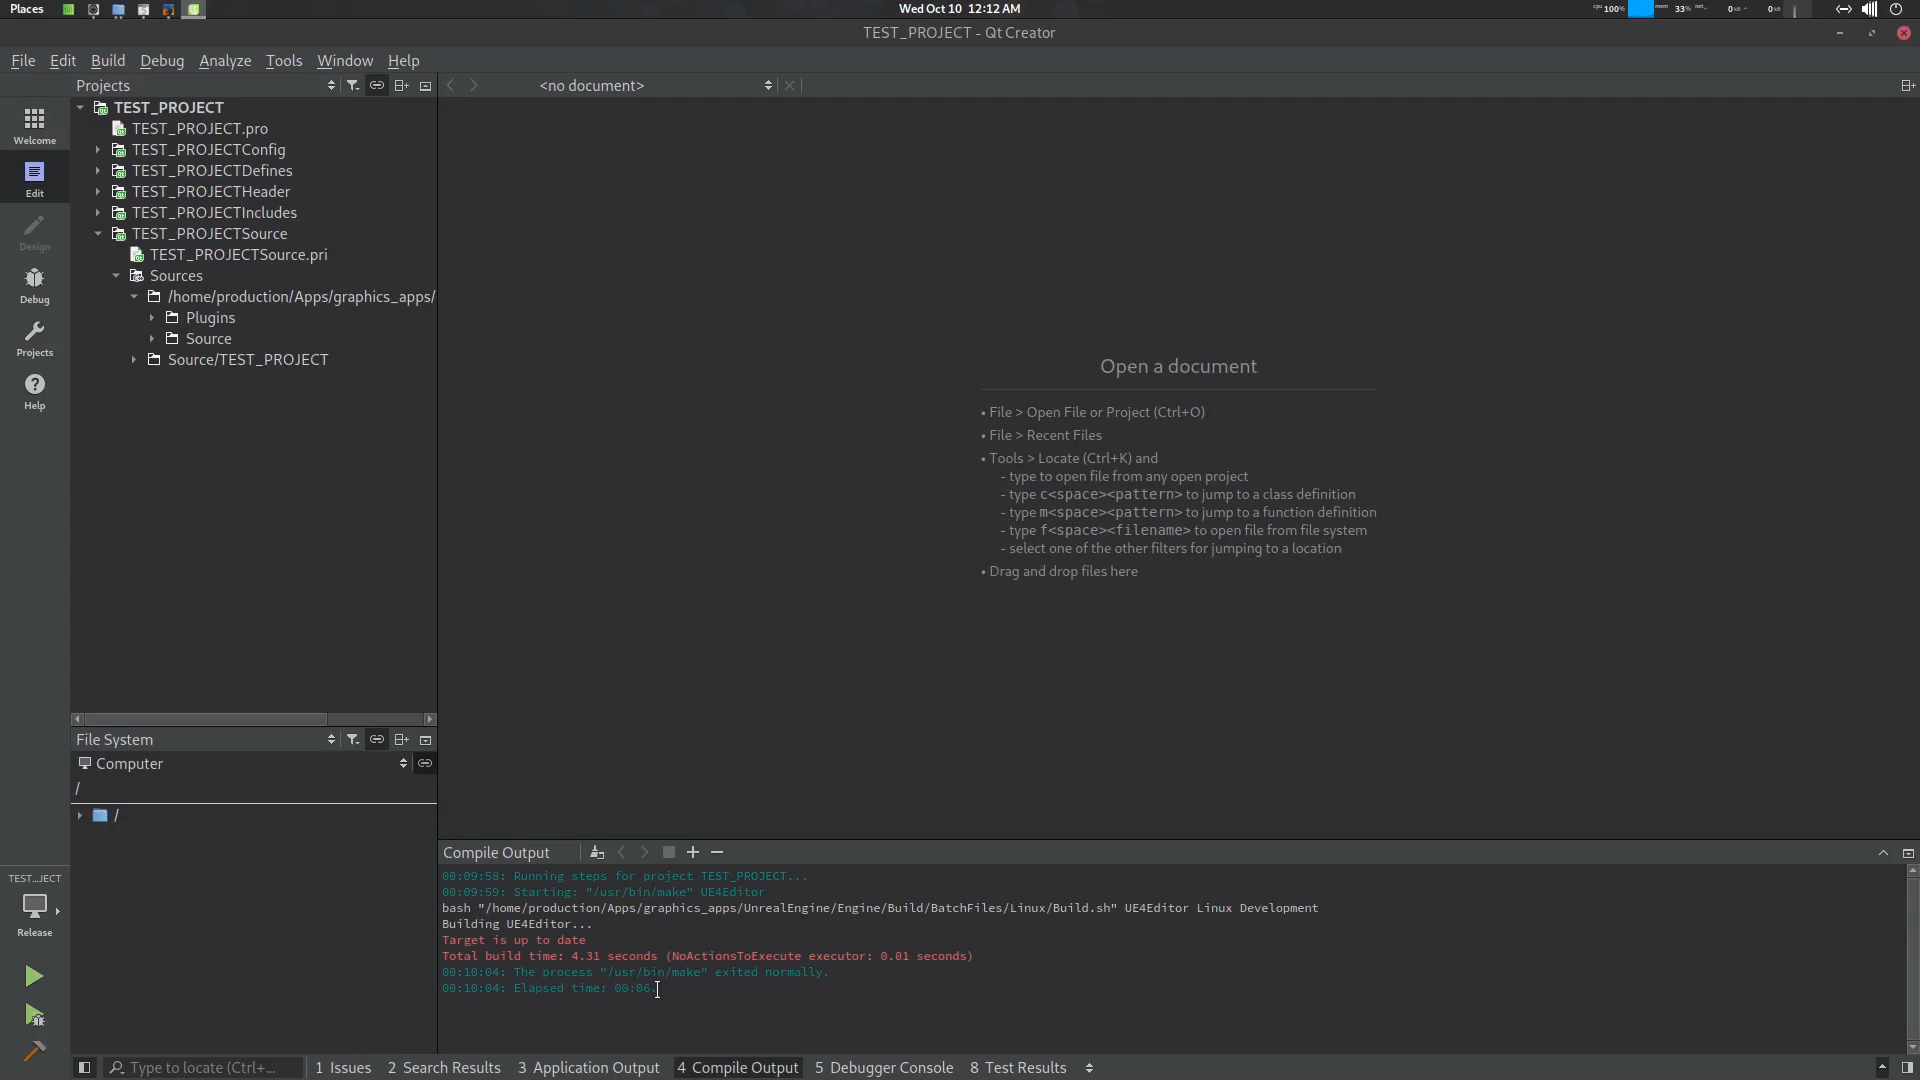 Places
Wed Oct 10 12:12 AM
cpu 100%
mem 33%
net
0 kB
0 kB
TEST_PROJECT - Qt Creator
File Edit Build Debug Analyze Tools Window Help
Projects
<no document>
TEST_PROJECT
TEST_PROJECT.pro
TEST_PROJECTConfig
TEST_PROJECTDefines
TEST_PROJECTHeader
TEST_PROJECTIncludes
TEST_PROJECTSource
TEST_PROJECTSource.pri
Sources
/home/production/Apps/graphics_apps/
Plugins
Source
Source/TEST_PROJECT
Welcome
Edit
Design
Debug
Projects
Help
Open a document
• File > Open File or Project (Ctrl+O)
• File > Recent Files
• Tools > Locate (Ctrl+K) and
- type to open file from any open project
- type c<space><pattern> to jump to a class definition
- type m<space><pattern> to jump to a function definition
- type f<space><filename> to open file from file system
- select one of the other filters for jumping to a location
• Drag and drop files here
File System
Computer
/
/
TEST...JECT
Release
Compile Output
00:09:58: Running steps for project TEST_PROJECT...
00:09:59: Starting: "/usr/bin/make" UE4Editor
bash "/home/production/Apps/graphics_apps/UnrealEngine/Engine/Build/BatchFiles/Linux/Build.sh" UE4Editor Linux Development
Building UE4Editor...
Target is up to date
Total build time: 4.31 seconds (NoActionsToExecute executor: 0.01 seconds)
00:10:04: The process "/usr/bin/make" exited normally.
00:10:04: Elapsed time: 00:06.
Type to locate (Ctrl+...
1 Issues 2 Search Results 3 Application Output 4 Compile Output 5 Debugger Console 8 Test Results